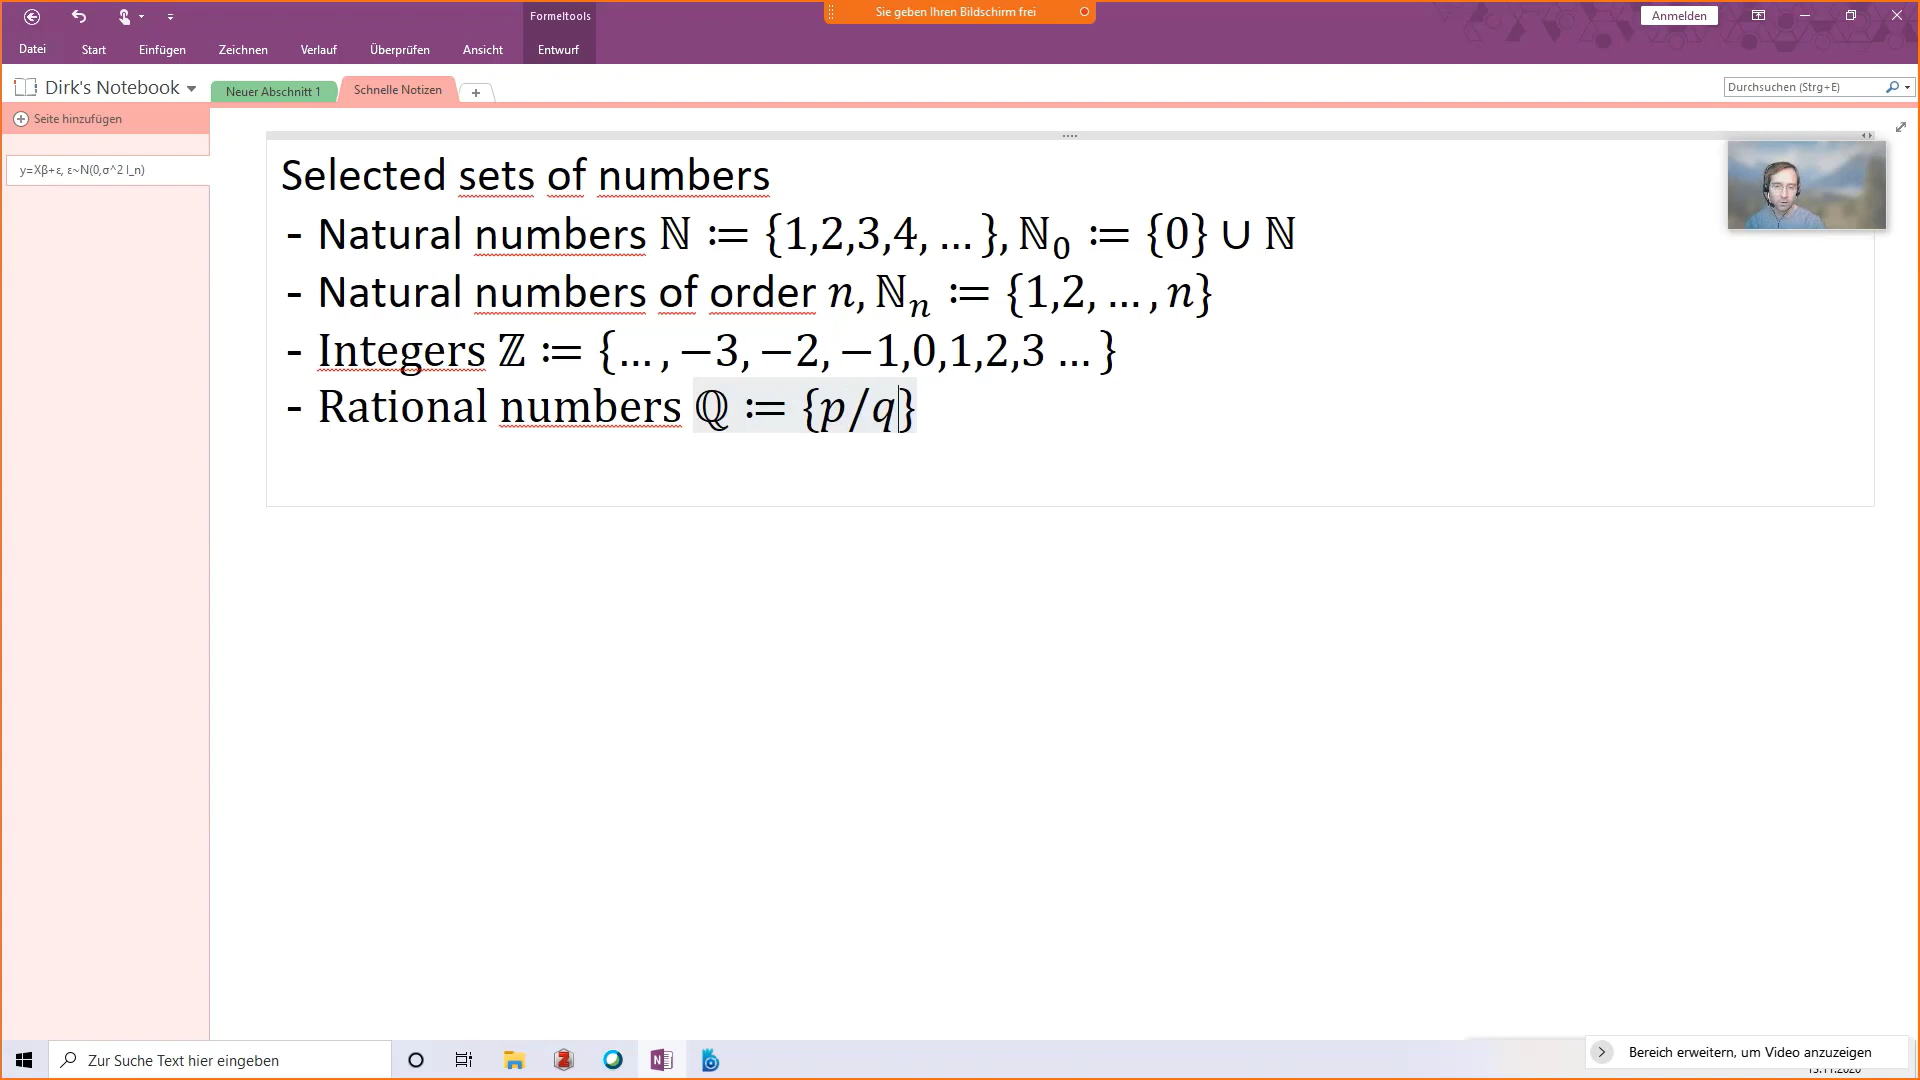 Formeltools
Sie geben Ihren Bildschirm frei
Anmelden
Datei Start Einfügen Zeichnen Verlauf Überprüfen Ansicht Entwurf
Dirk's Notebook Neuer Abschnitt 1 Schnelle Notizen + Durchsuchen (Strg+E)
Seite hinzufügen
y=Xβ+ε, ε~N(0,σ^2 I_n)
Selected sets of numbers
- Natural numbers ℕ ≔ {1,2,3,4, … }, ℕ₀ ≔ {0} ∪ ℕ
- Natural numbers of order n, ℕₙ ≔ {1,2, … , n}
- Integers ℤ ≔ {… , −3, −2, −1,0,1,2,3 … }
- Rational numbers ℚ ≔ {p/q}
Zur Suche Text hier eingeben
Bereich erweitern, um Video anzuzeigen